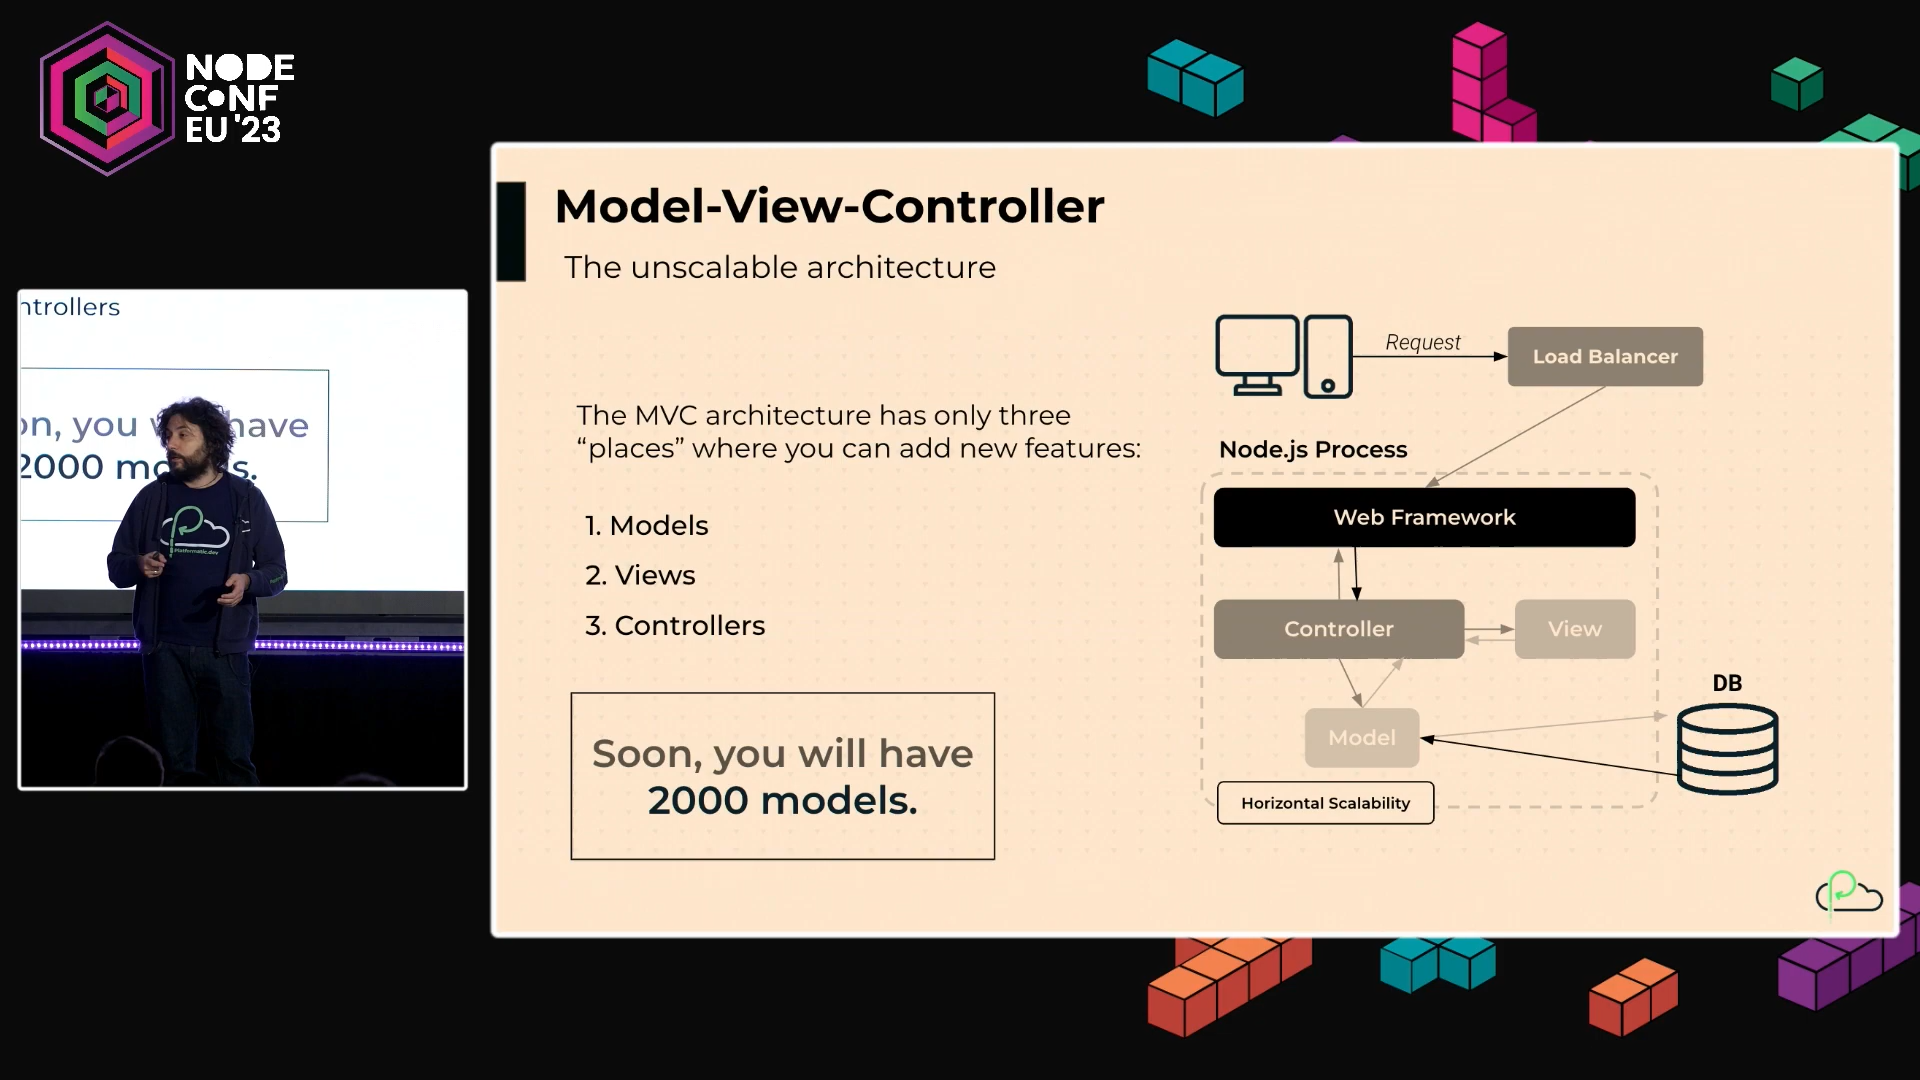 NODE
CONF
EU '23
Model-View-Controller
The unscalable architecture
The MVC architecture has only three
“places” where you can add new features:
1. Models
2. Views
3. Controllers
Soon, you will have
2000 models.
Request
Load Balancer
Node.js Process
Web Framework
Controller
View
Model
DB
Horizontal Scalability
ntrollers
on, you have
2000
Platformatic.dev